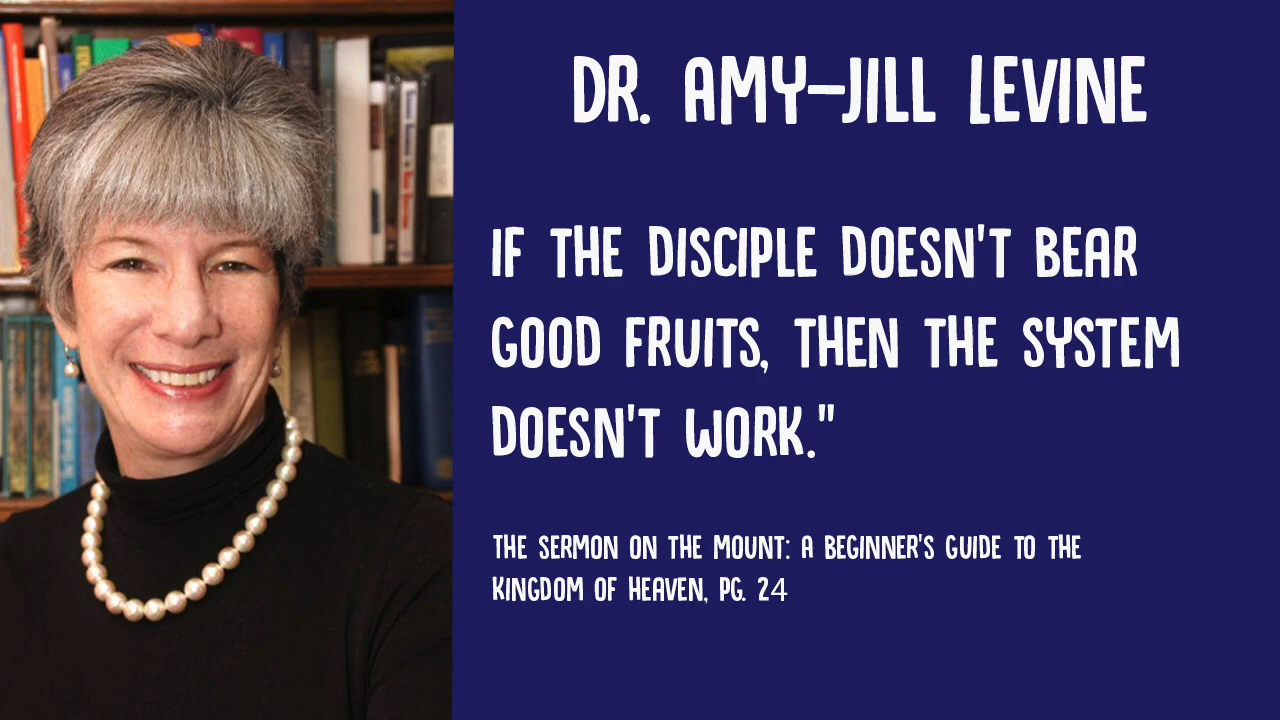 DR. AMY-JILL LEVINE
IF THE DISCIPLE DOESN'T BEAR
GOOD FRUITS, THEN THE SYSTEM
DOESN'T WORK."
THE SERMON ON THE MOUNT: A BEGINNER'S GUIDE TO THE
KINGDOM OF HEAVEN, PG. 24